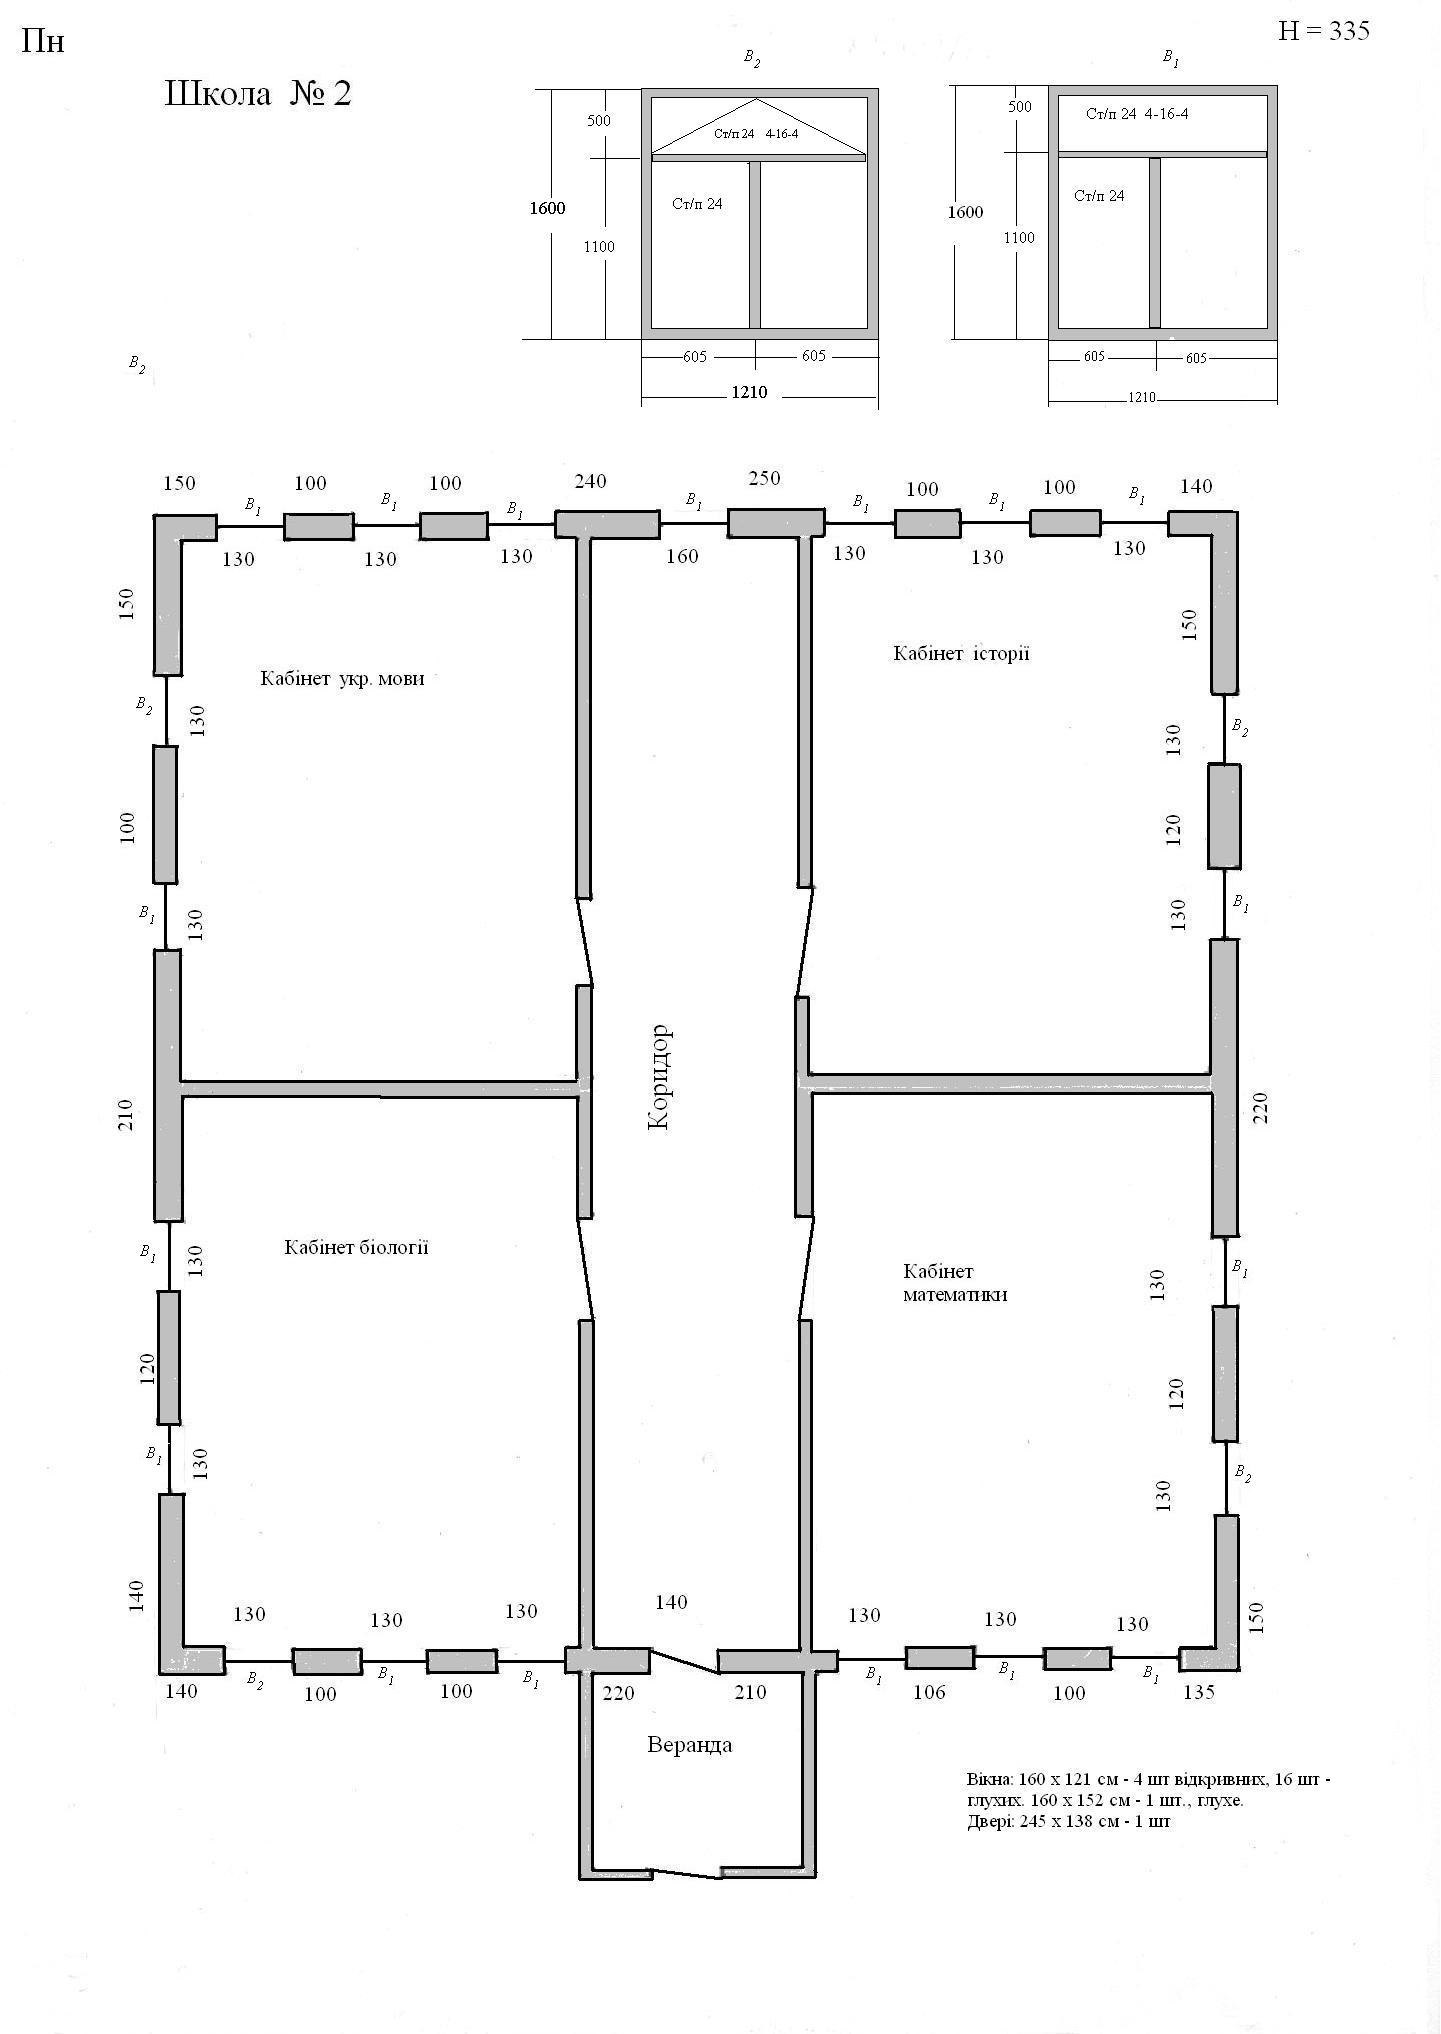 Пн
H = 335
Школа № 2
B2
B1
500
Ст/п 24 4-16-4
1600
Ст/п 24
1100
605
605
1210
500
Ст/п 24 4-16-4
1600
Ст/п 24
1100
605
605
1210
B2
150
B1
100
B1
100
B1
240
B1
250
B1
100
B1
100
B1
140
130
130
130
160
130
130
130
150
150
Кабінет укр. мови
Кабінет історії
B2
130
130
B2
100
120
B1
130
130
B1
Коридор
210
220
Кабінет біології
B1
130
Кабінет
математики
130
B1
120
120
B1
130
130
B2
140
130
130
130
140
130
130
130
150
140
B2
100
B1
100
B1
220
210
B1
106
B1
100
B1
135
Веранда
Вікна: 160 х 121 см - 4 шт відкривних, 16 шт -
глухих. 160 х 152 см - 1 шт., глухе.
Двері: 245 х 138 см - 1 шт